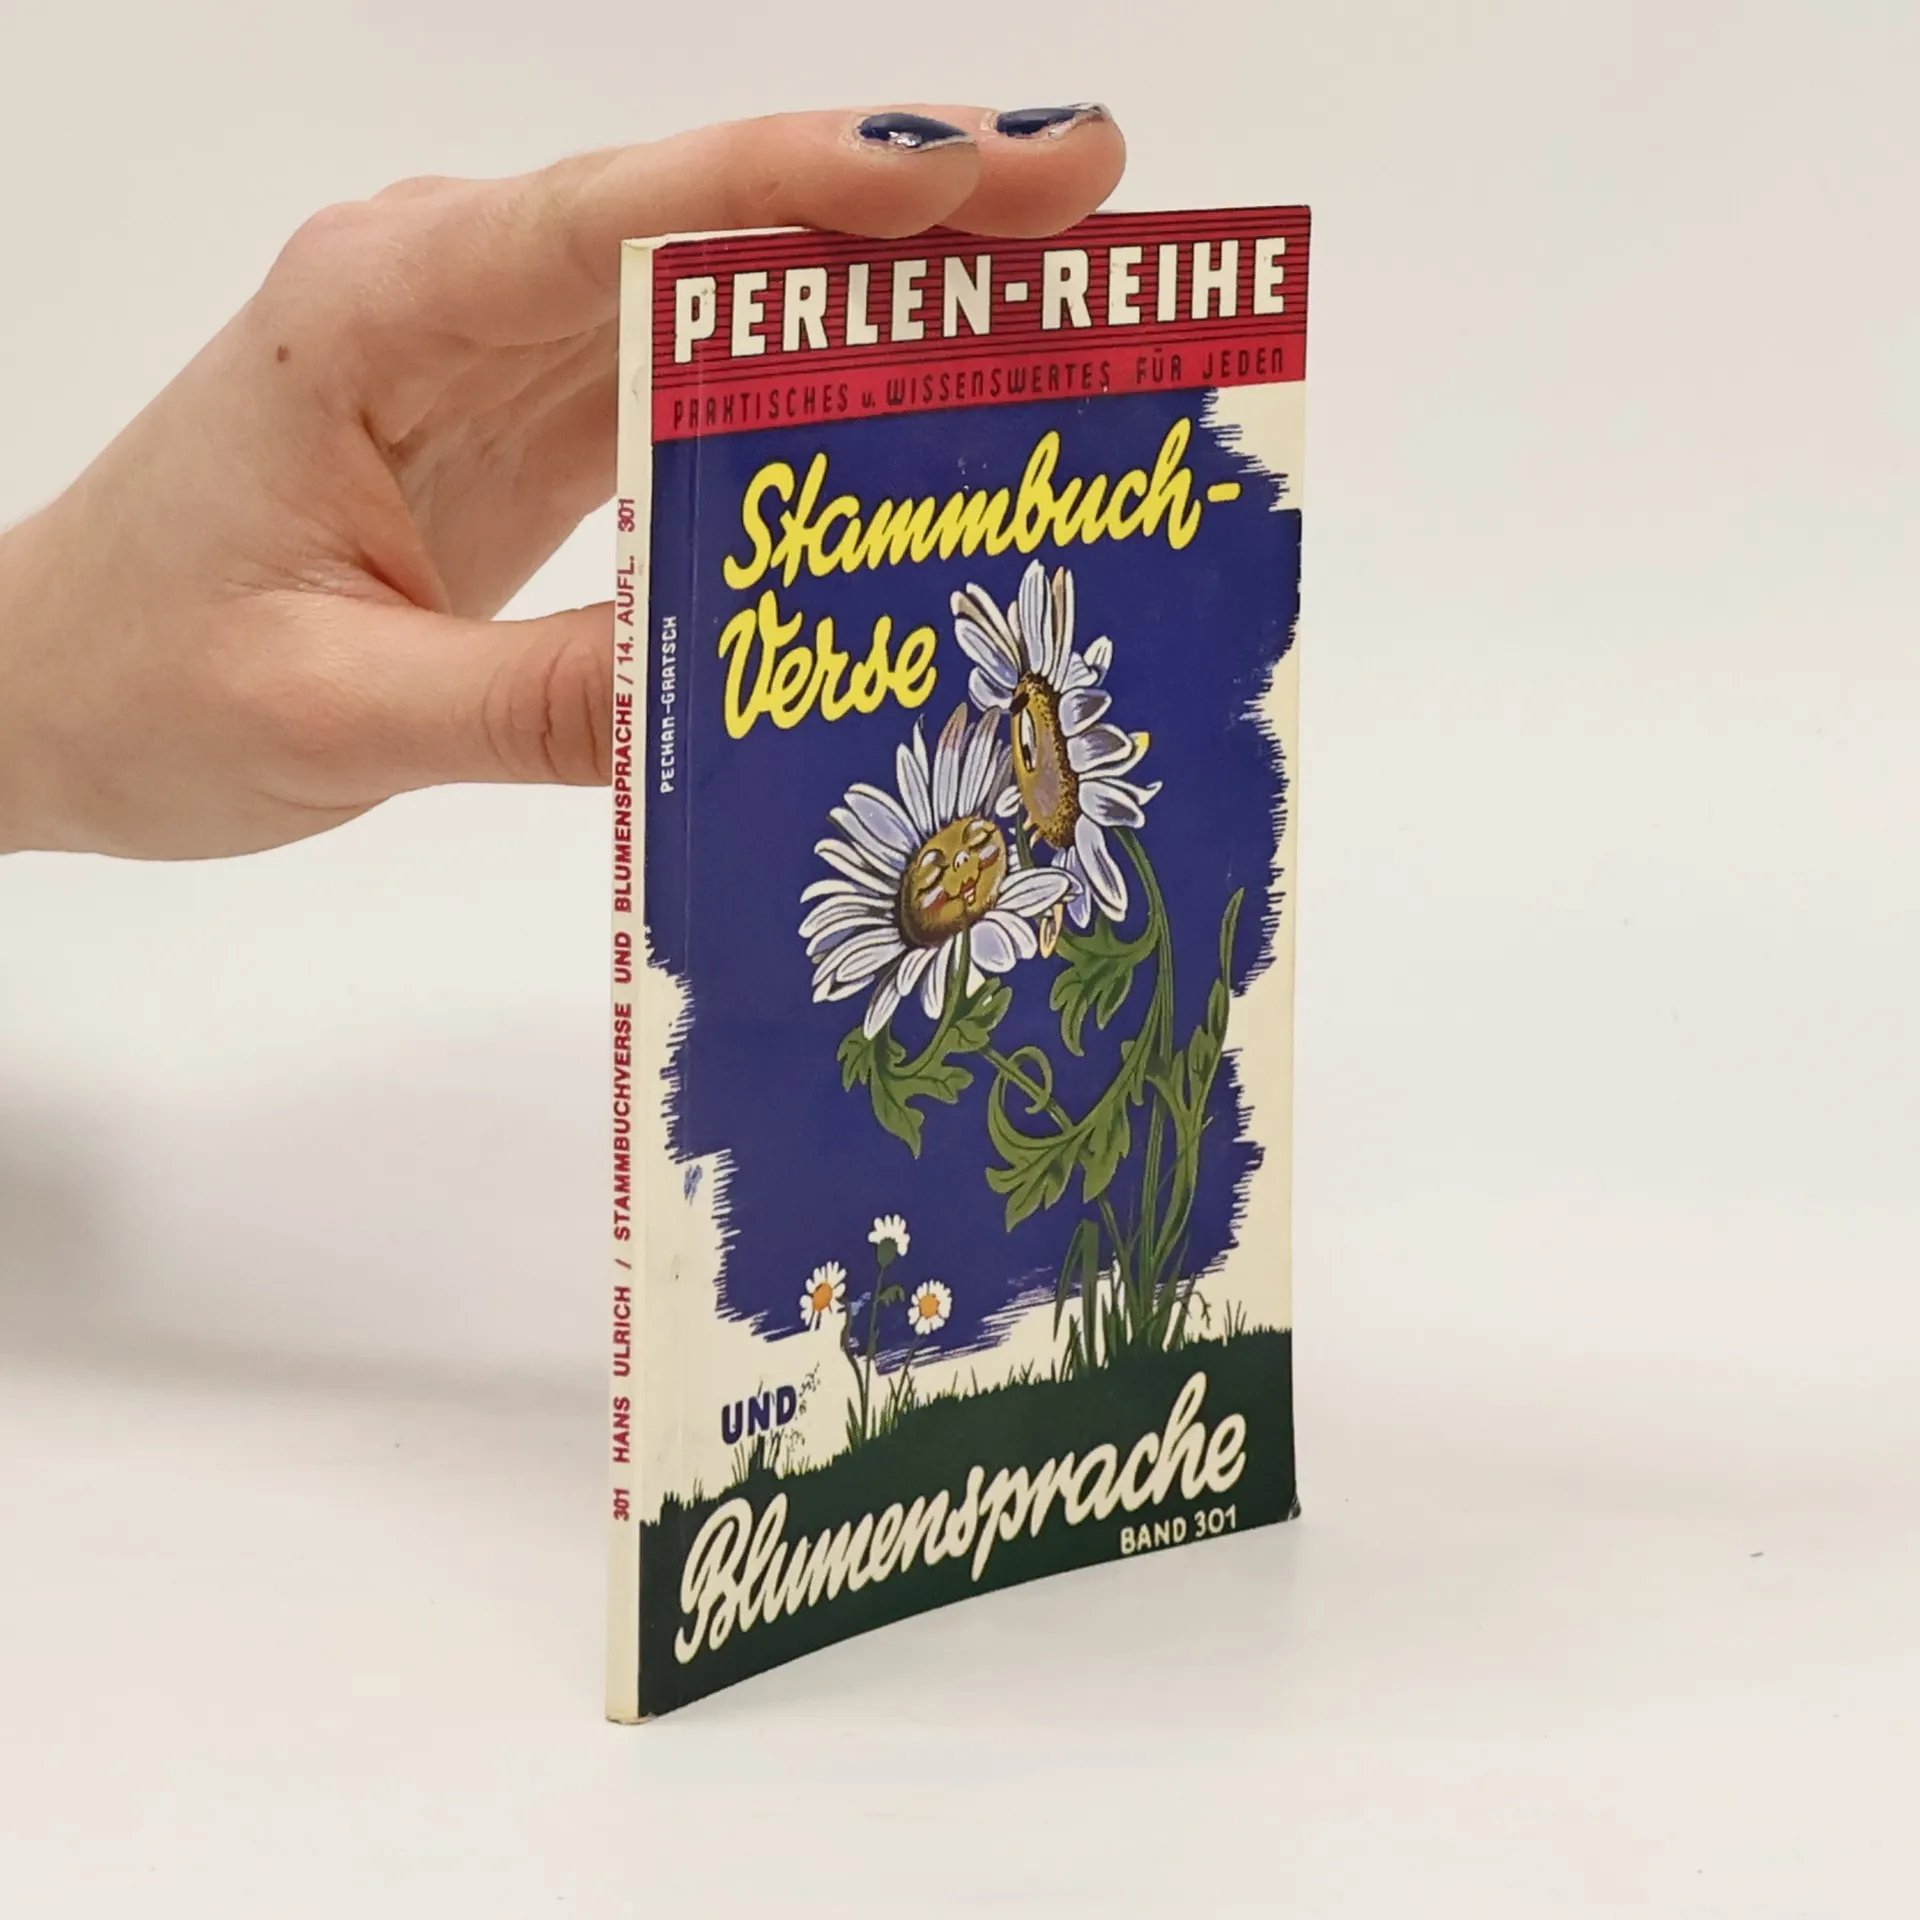 PERLEN-REIHE
PRAKTISCHES u. WISSENSWERTES FÜR JEDEN
Stammbuch-
Verse
PECHAN-GRATSCH
UND
Blumensprache
BAND 301
301 HANS ULRICH / STAMMBUCHVERSE UND BLUMENSPRACHE / 14. AUFL. 301